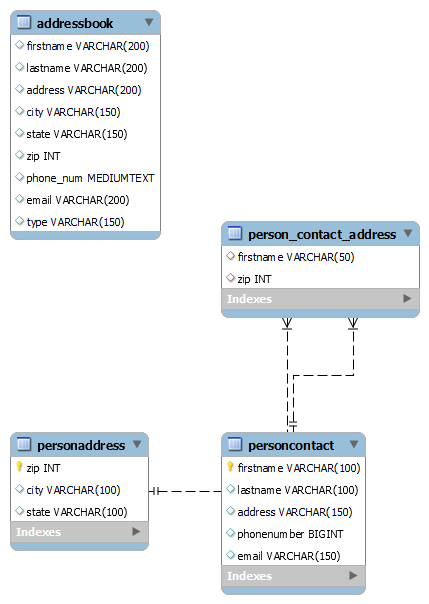 addressbook
firstname VARCHAR(200)
lastname VARCHAR(200)
address VARCHAR(200)
city VARCHAR(150)
state VARCHAR(150)
zip INT
phone_num MEDIUMTEXT
email VARCHAR(200)
type VARCHAR(150)
person_contact_address
firstname VARCHAR(50)
zip INT
Indexes
personaddress
zip INT
city VARCHAR(100)
state VARCHAR(100)
Indexes
personcontact
firstname VARCHAR(100)
lastname VARCHAR(100)
address VARCHAR(150)
phonenumber BIGINT
email VARCHAR(150)
Indexes